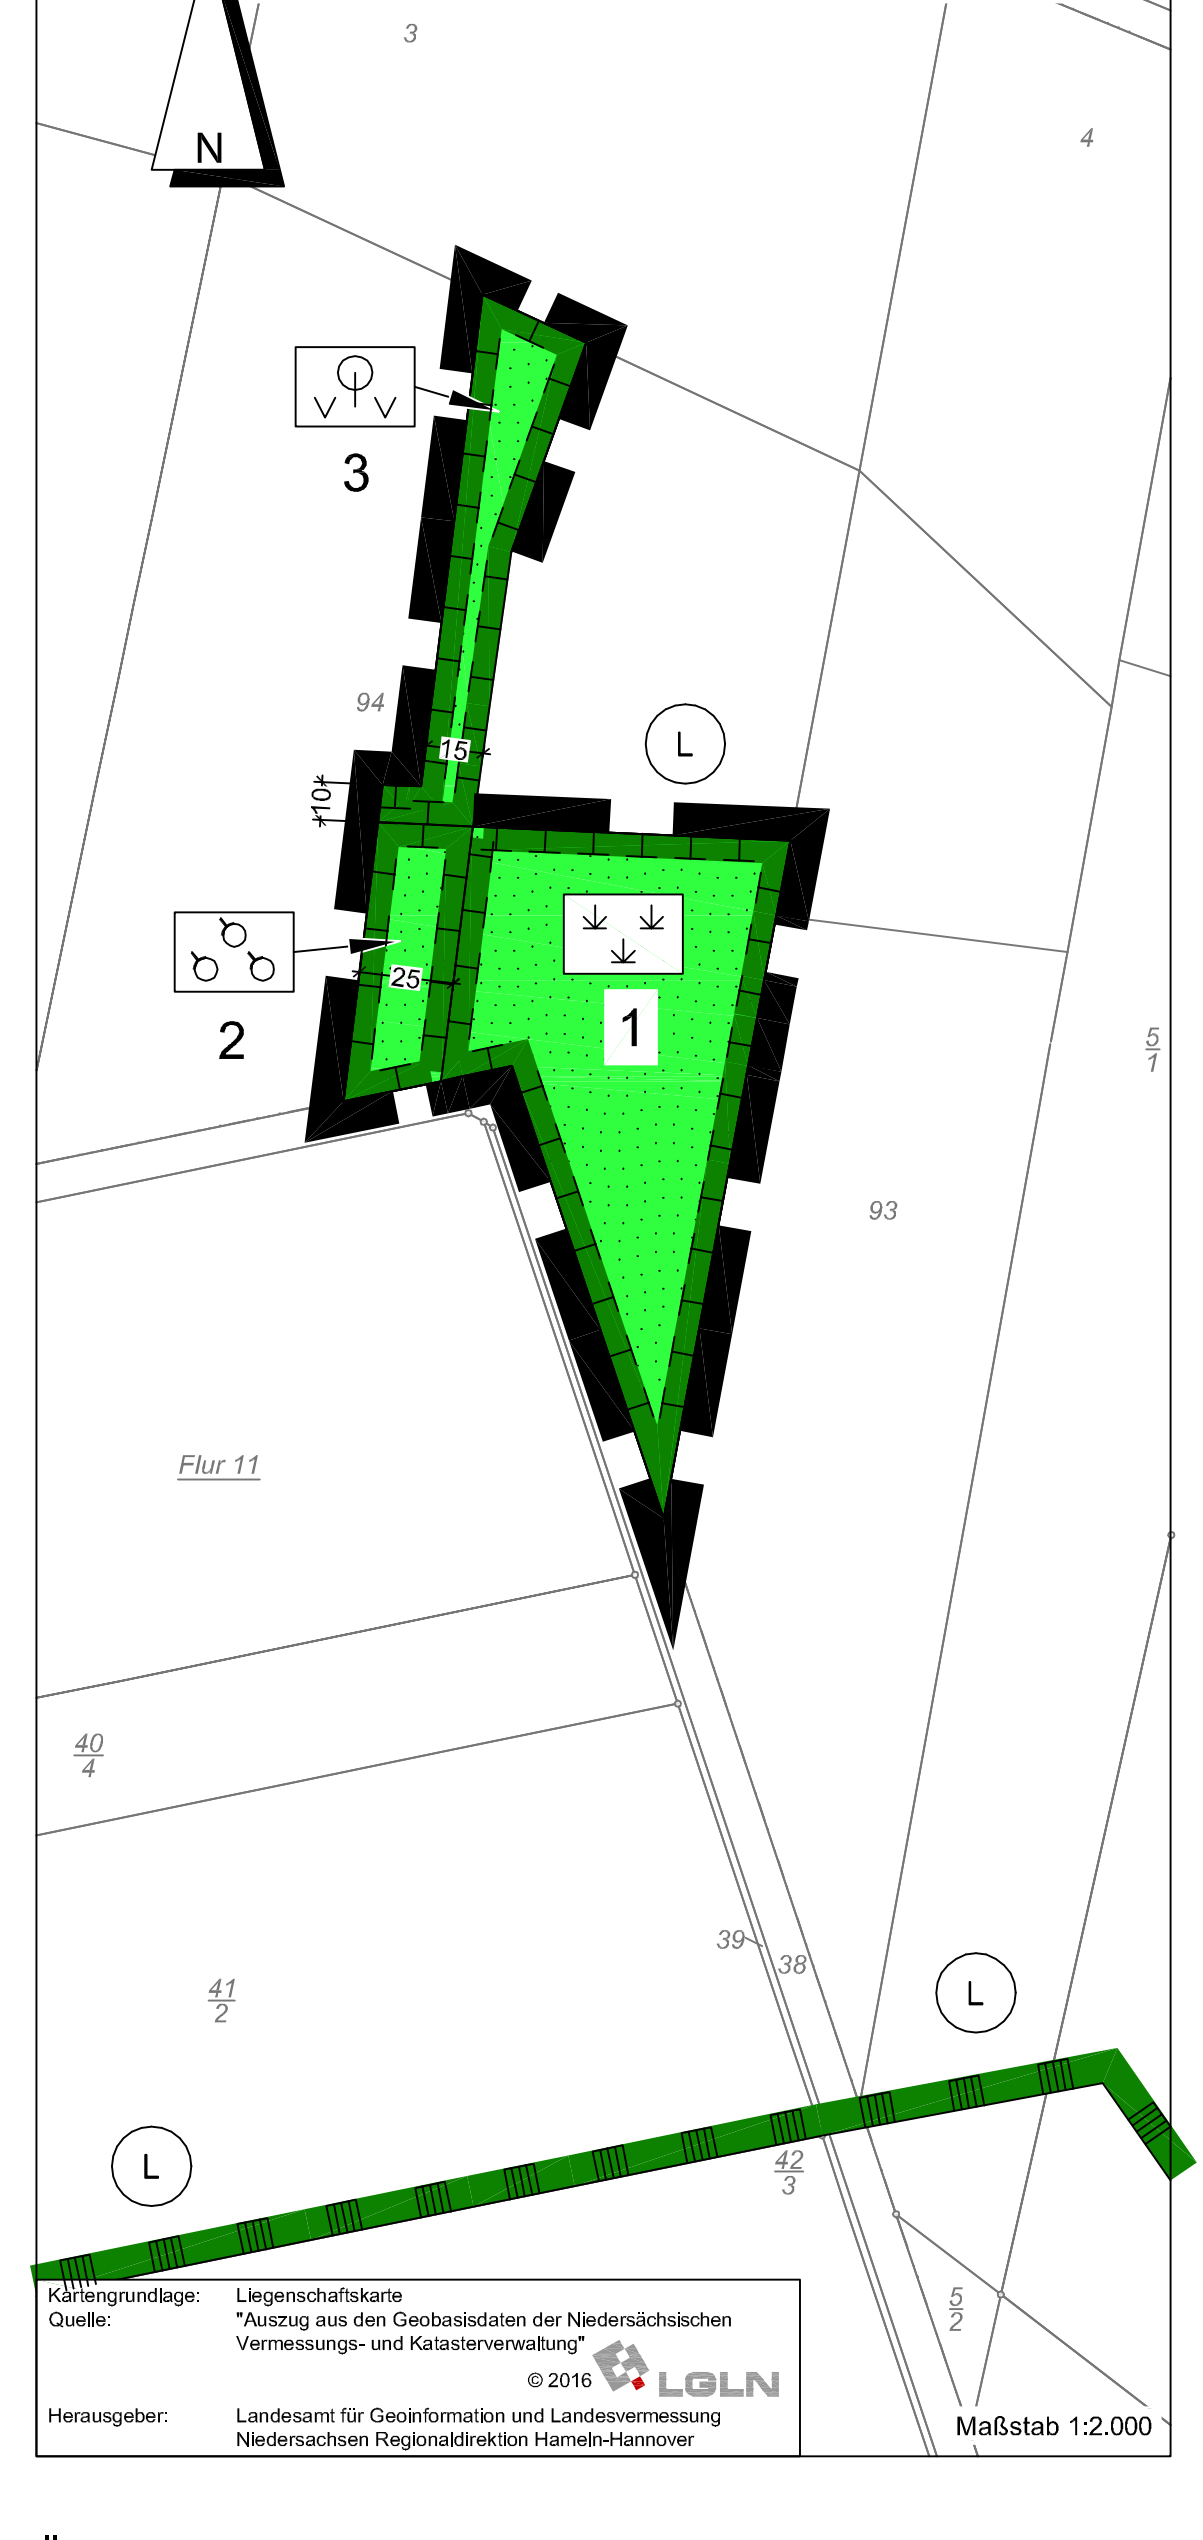 3
N
4
3
94
L
15
10
25
1
2
5
1
93
Flur 11
40
4
39
38
41
2
L
L
42
3
5
2
Kartengrundlage: Liegenschaftskarte
Quelle: "Auszug aus den Geobasisdaten der Niedersächsischen
Vermessungs- und Katasterverwaltung"
© 2016 LGLN
Herausgeber: Landesamt für Geoinformation und Landesvermessung
Niedersachsen Regionaldirektion Hameln-Hannover
Maßstab 1:2.000